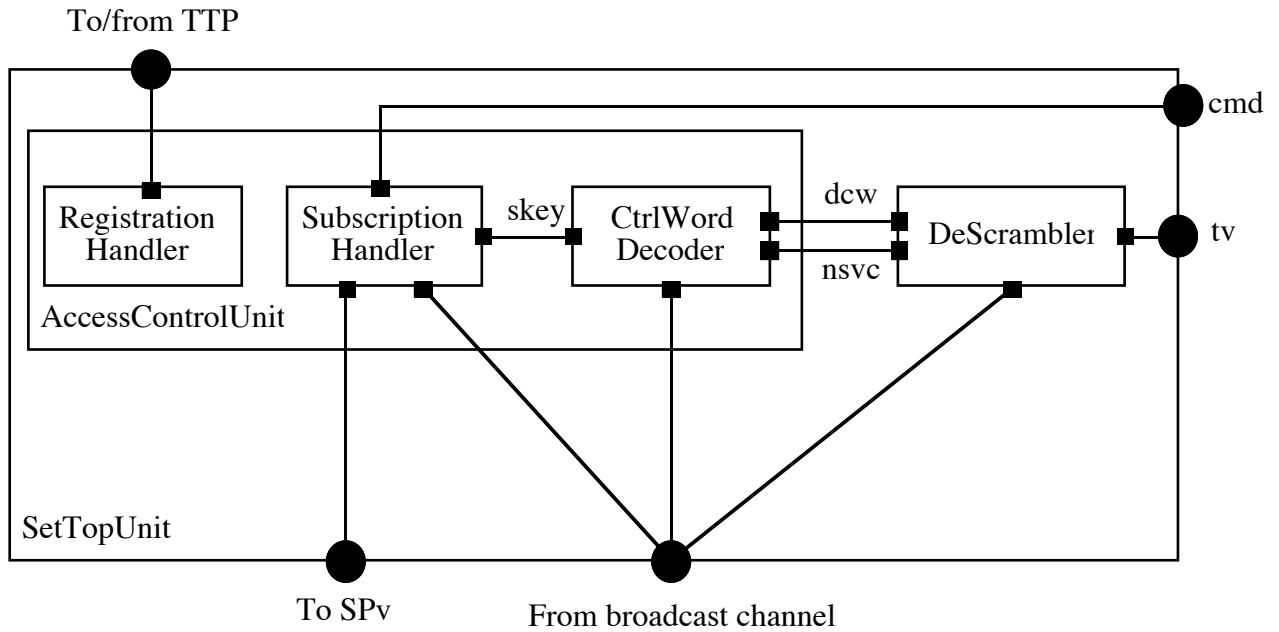 To/from TTP
cmd
Registration
Handler
Subscription
Handler
skey
CtrlWord
Decoder
dcw
nsvc
DeScrambler
tv
AccessControlUnit
SetTopUnit
To SPv
From broadcast channel